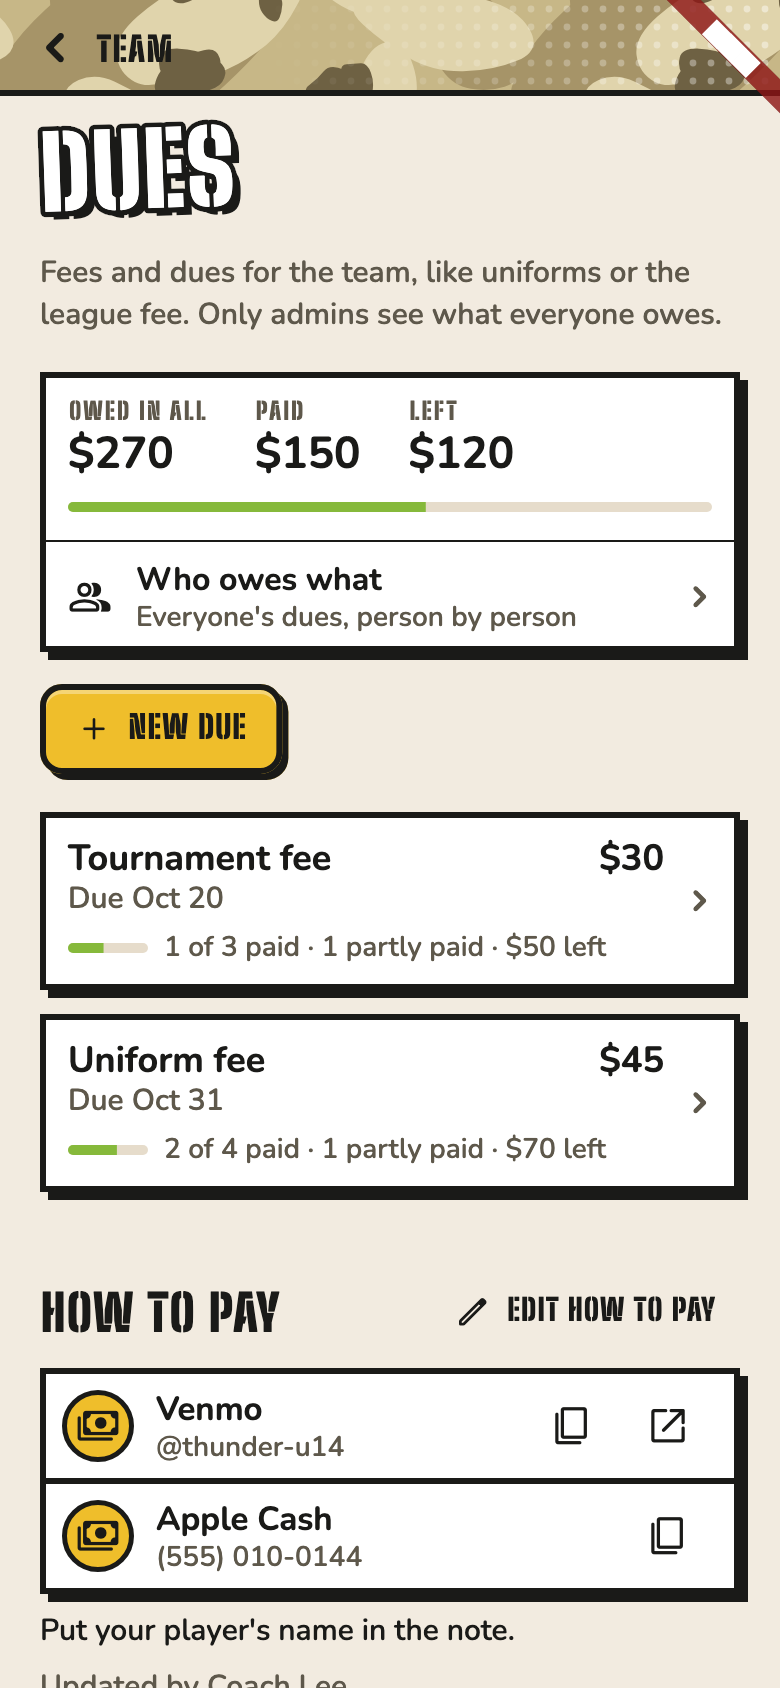 TEAM
DUES
Fees and dues for the team, like uniforms or the
league fee. Only admins see what everyone owes.
OWED IN ALL PAID LEFT
$270 $150 $120
Who owes what
Everyone's dues, person by person
+ NEW DUE
Tournament fee $30
Due Oct 20
1 of 3 paid · 1 partly paid · $50 left
Uniform fee $45
Due Oct 31
2 of 4 paid · 1 partly paid · $70 left
HOW TO PAY EDIT HOW TO PAY
Venmo
@thunder-u14
Apple Cash
(555) 010-0144
Put your player's name in the note.
Updated by Coach Lee